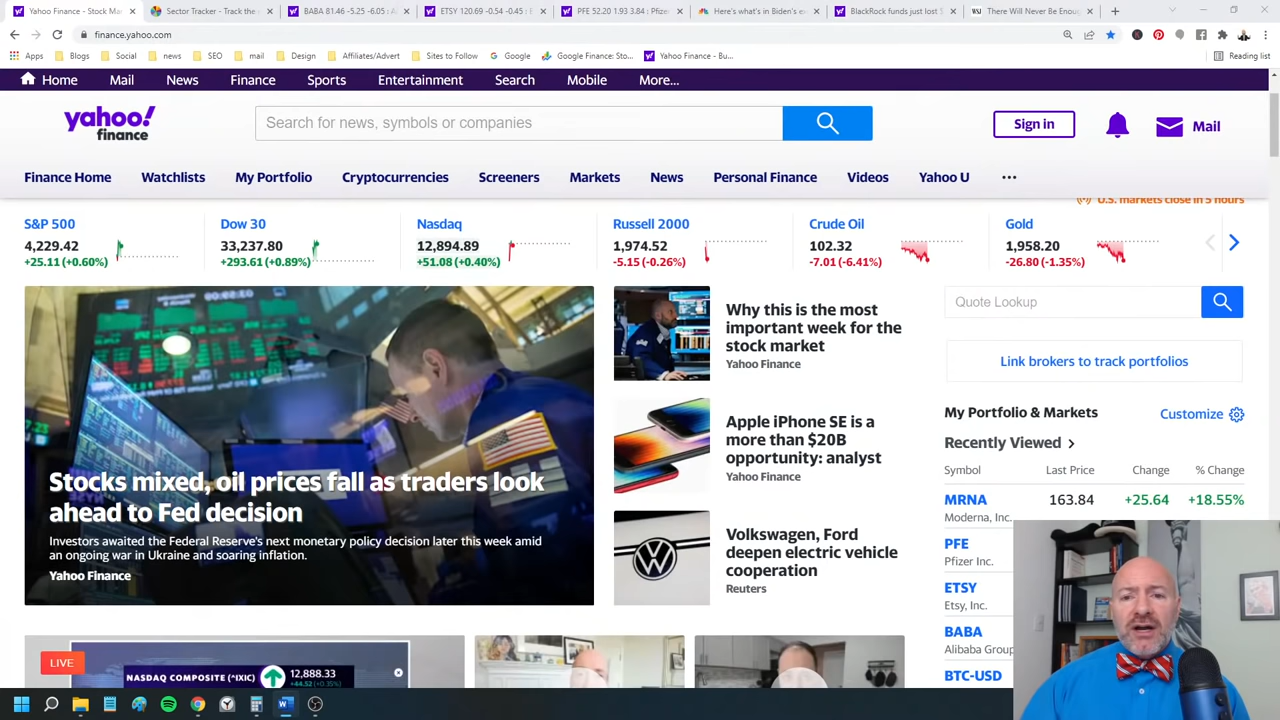 Yahoo Finance - Stock Mar
Sector Tracker - Track the
BABA 81.46 -5.25 -6.05 : A
ETSY 120.69 -0.54 -0.45 : E
PFE 52.20 1.93 3.84 : Pfizer
Here's what's in Biden's ex
BlackRock funds just lost
WSJ There Will Never Be Enou
finance.yahoo.com
Apps Blogs Social news SEO mail Design Affiliates/Advert Sites to Follow Google Google Finance: Sto... Yahoo Finance - Bu... Reading list
Home Mail News Finance Sports Entertainment Search Mobile More...
yahoo!
finance
Search for news, symbols or companies
Sign in
Mail
Finance Home Watchlists My Portfolio Cryptocurrencies Screeners Markets News Personal Finance Videos Yahoo U ...
U.S. markets close in 5 hours
S&P 500
4,229.42
+25.11 (+0.60%)
Dow 30
33,237.80
+293.61 (+0.89%)
Nasdaq
12,894.89
+51.08 (+0.40%)
Russell 2000
1,974.52
-5.15 (-0.26%)
Crude Oil
102.32
-7.01 (-6.41%)
Gold
1,958.20
-26.80 (-1.35%)
Stocks mixed, oil prices fall as traders look
ahead to Fed decision
Investors awaited the Federal Reserve's next monetary policy decision later this week amid
an ongoing war in Ukraine and soaring inflation.
Yahoo Finance
Why this is the most
important week for the
stock market
Yahoo Finance
Apple iPhone SE is a
more than $20B
opportunity: analyst
Yahoo Finance
Volkswagen, Ford
deepen electric vehicle
cooperation
Reuters
Quote Lookup
Link brokers to track portfolios
My Portfolio & Markets
Customize
Recently Viewed
Symbol Last Price Change % Change
MRNA 163.84 +25.64 +18.55%
Moderna, Inc.
PFE
Pfizer Inc.
ETSY
Etsy, Inc.
BABA
Alibaba Group
BTC-USD
LIVE
NASDAQ COMPOSITE (^IXIC)
12,888.33
+44.52 (+0.35%)